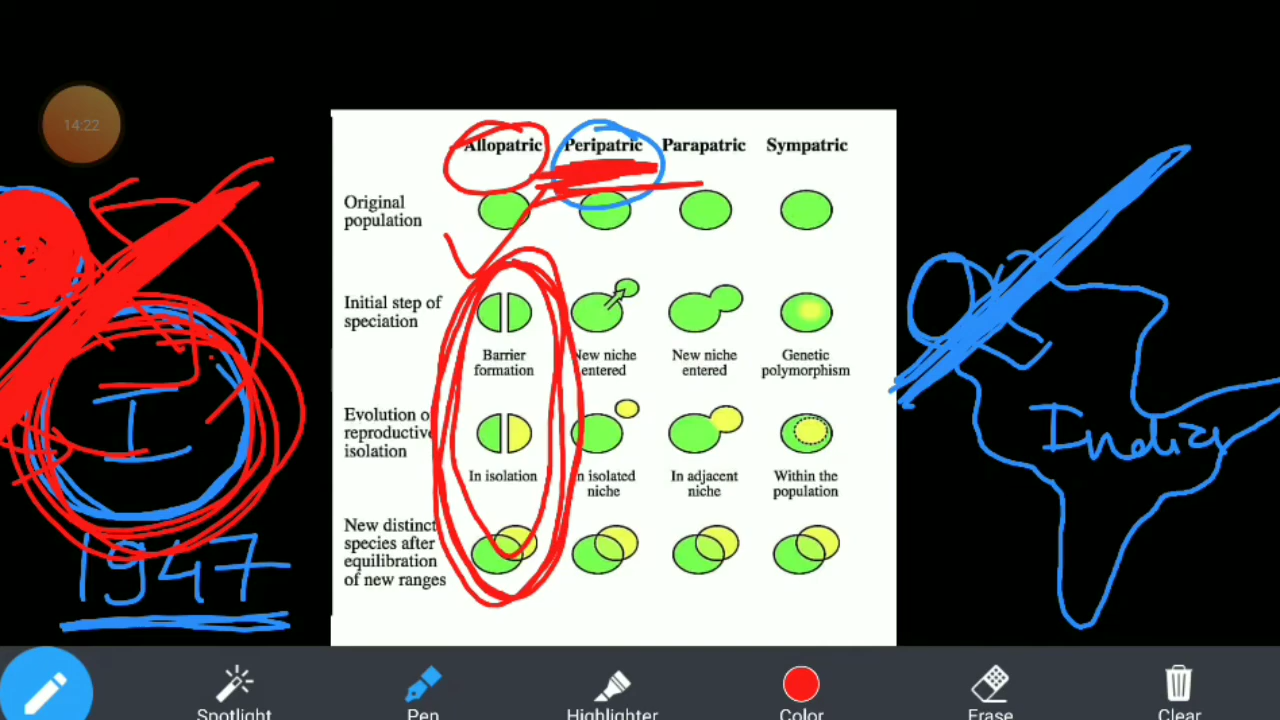 14:22
Allopatric Peripatric Parapatric Sympatric
Original
population
Initial step of
speciation
Barrier
formation
New niche
entered
New niche
entered
Genetic
polymorphism
Evolution of
reproductive
isolation
In isolation
In isolated
niche
In adjacent
niche
Within the
population
New distinct
species after
equilibration
of new ranges
I
1947
India
Spotlight Pen Highlighter Color Erase Clear